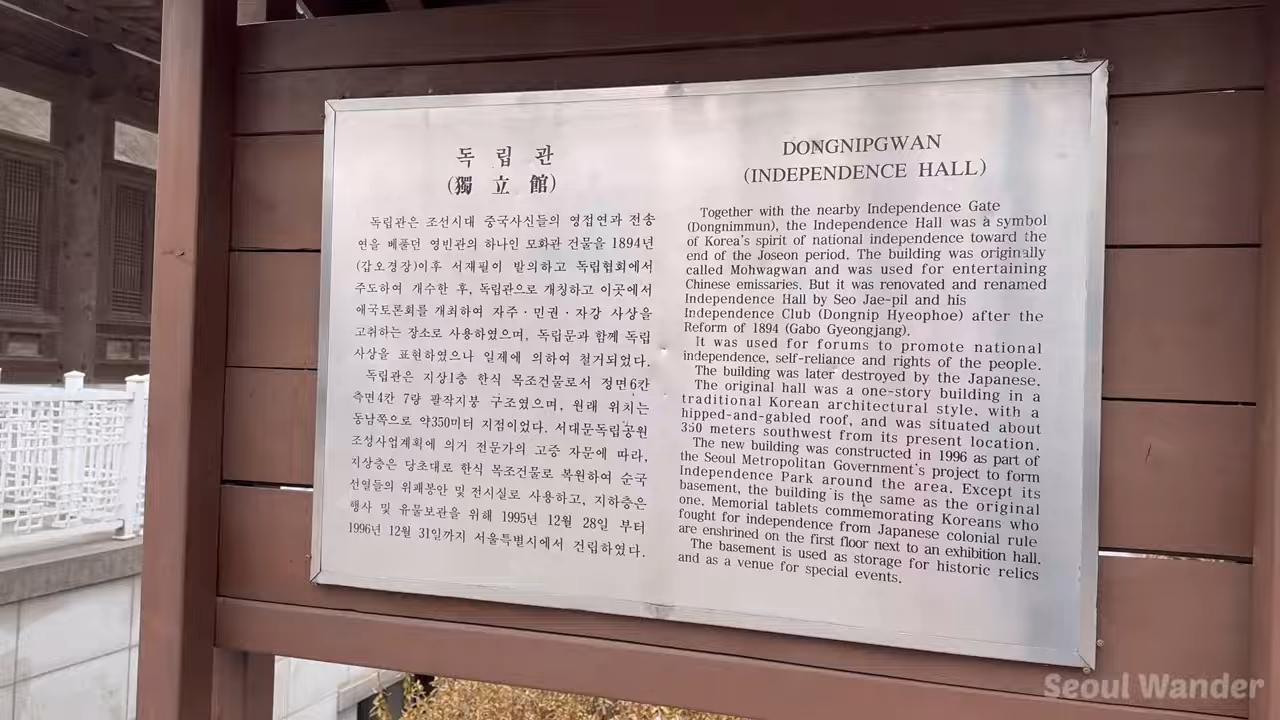 독 립 관
(獨 立 館)
독립관은 조선시대 중국사신들의 영접연과 전송
연을 베풀던 영빈관의 하나인 모화관 건물을 1894년
(갑오경장)이후 서재필이 발의하고 독립협회에서
주도하여 개수한 후, 독립관으로 개칭하고 이곳에서
애국토론회를 개최하여 자주·민권·자강 사상을
고취하는 장소로 사용하였으며, 독립문과 함께 독립
사상을 표현하였으나 일제에 의하여 철거되었다.
독립관은 지상1층 한식 목조건물로서 정면6칸
측면4칸 7량 팔작지붕 구조였으며, 원래 위치는
동남쪽으로 약350미터 지점이었다. 서대문독립공원
조성사업계획에 의거 전문가의 고증 자문에 따라,
지상층은 당초대로 한식 목조건물로 복원하여 순국
선열들의 위패봉안 및 전시실로 사용하고, 지하층은
행사 및 유물보관을 위해 1995년 12월 28일 부터
1996년 12월 31일까지 서울특별시에서 건립하였다.
DONGNIPGWAN
(INDEPENDENCE HALL)
Together with the nearby Independence Gate
(Dongnimmun), the Independence Hall was a symbol
of Korea's spirit of national independence toward the
end of the Joseon period. The building was originally
called Mohwagwan and was used for entertaining
Chinese emissaries. But it was renovated and renamed
Independence Hall by Seo Jae-pil and his
Independence Club (Dongnip Hyeophoe) after the
Reform of 1894 (Gabo Gyeongjang).
It was used for forums to promote national
independence, self-reliance and rights of the people.
The building was later destroyed by the Japanese.
The original hall was a one-story building in a
traditional Korean architectural style, with a
hipped-and-gabled roof, and was situated about
350 meters southwest from its present location.
The new building was constructed in 1996 as part of
the Seoul Metropolitan Government's project to form
Independence Park around the area. Except its
basement, the building is the same as the original
one. Memorial tablets commemorating Koreans who
fought for independence from Japanese colonial rule
are enshrined on the first floor next to an exhibition hall.
The basement is used as storage for historic relics
and as a venue for special events.
Seoul Wander